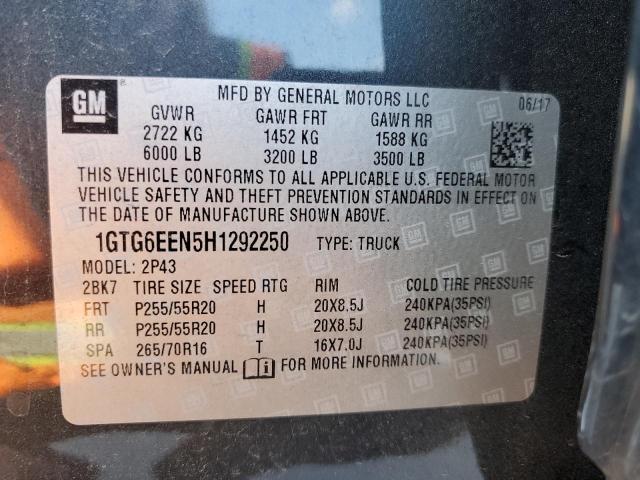 GM
MFD BY GENERAL MOTORS LLC 06/17
GVWR GAWR FRT GAWR RR
2722 KG 1452 KG 1588 KG
6000 LB 3200 LB 3500 LB
THIS VEHICLE CONFORMS TO ALL APPLICABLE U.S. FEDERAL MOTOR
VEHICLE SAFETY AND THEFT PREVENTION STANDARDS IN EFFECT ON
THE DATE OF MANUFACTURE SHOWN ABOVE.
1GTG6EEN5H1292250 TYPE: TRUCK
MODEL: 2P43
2BK7 TIRE SIZE SPEED RTG RIM COLD TIRE PRESSURE
FRT P255/55R20 H 20X8.5J 240KPA(35PSI)
RR P255/55R20 H 20X8.5J 240KPA(35PSI)
SPA 265/70R16 T 16X7.0J 240KPA(35PSI)
SEE OWNER'S MANUAL FOR MORE INFORMATION.